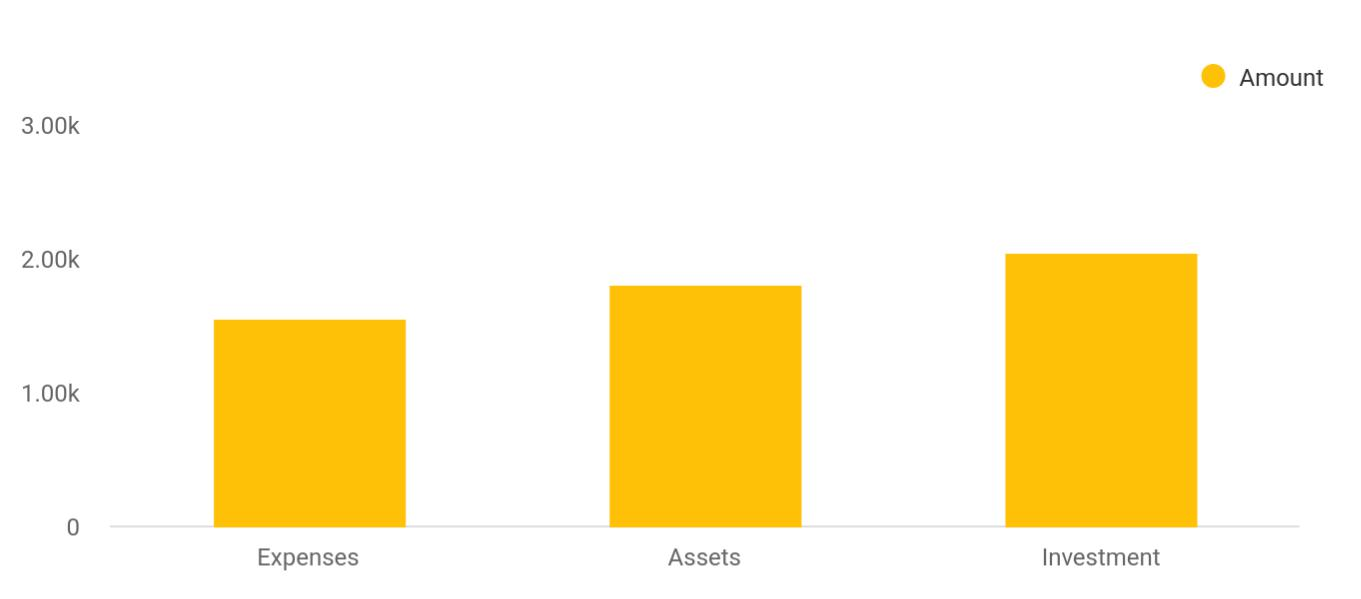 Amount
3.00k
2.00k
1.00k
0
Expenses Assets Investment